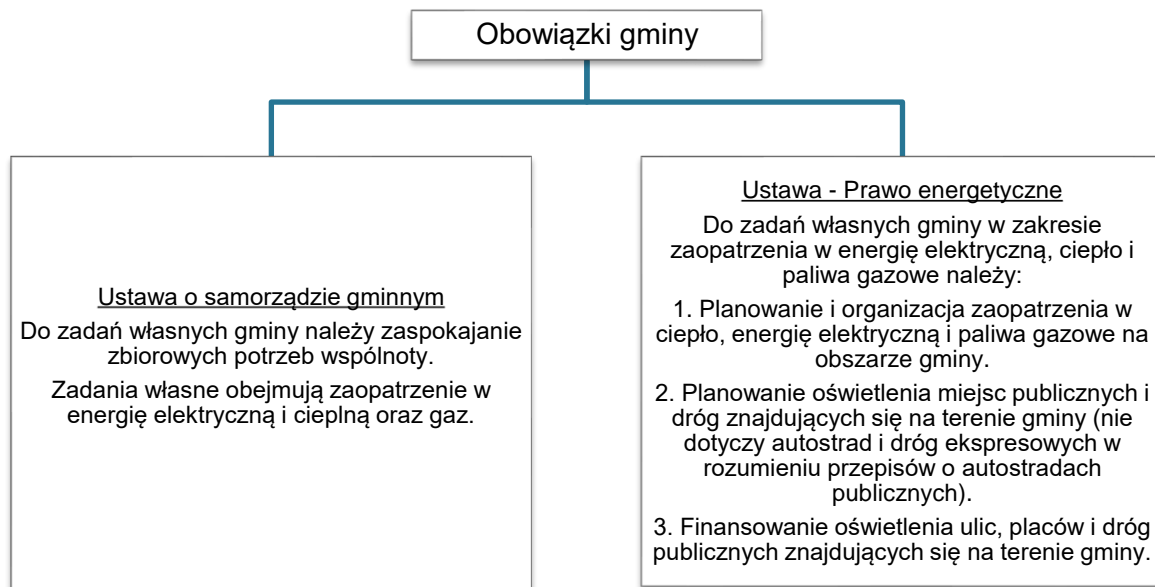 Obowiązki gminy
Ustawa o samorządzie gminnym
Do zadań własnych gminy należy zaspokajanie
zbiorowych potrzeb wspólnoty.
Zadania własne obejmują zaopatrzenie w
energię elektryczną i cieplną oraz gaz.
Ustawa - Prawo energetyczne
Do zadań własnych gminy w zakresie
zaopatrzenia w energię elektryczną, ciepło i
paliwa gazowe należy:
1. Planowanie i organizacja zaopatrzenia w
ciepło, energię elektryczną i paliwa gazowe na
obszarze gminy.
2. Planowanie oświetlenia miejsc publicznych i
dróg znajdujących się na terenie gminy (nie
dotyczy autostrad i dróg ekspresowych w
rozumieniu przepisów o autostradach
publicznych).
3. Finansowanie oświetlenia ulic, placów i dróg
publicznych znajdujących się na terenie gminy.